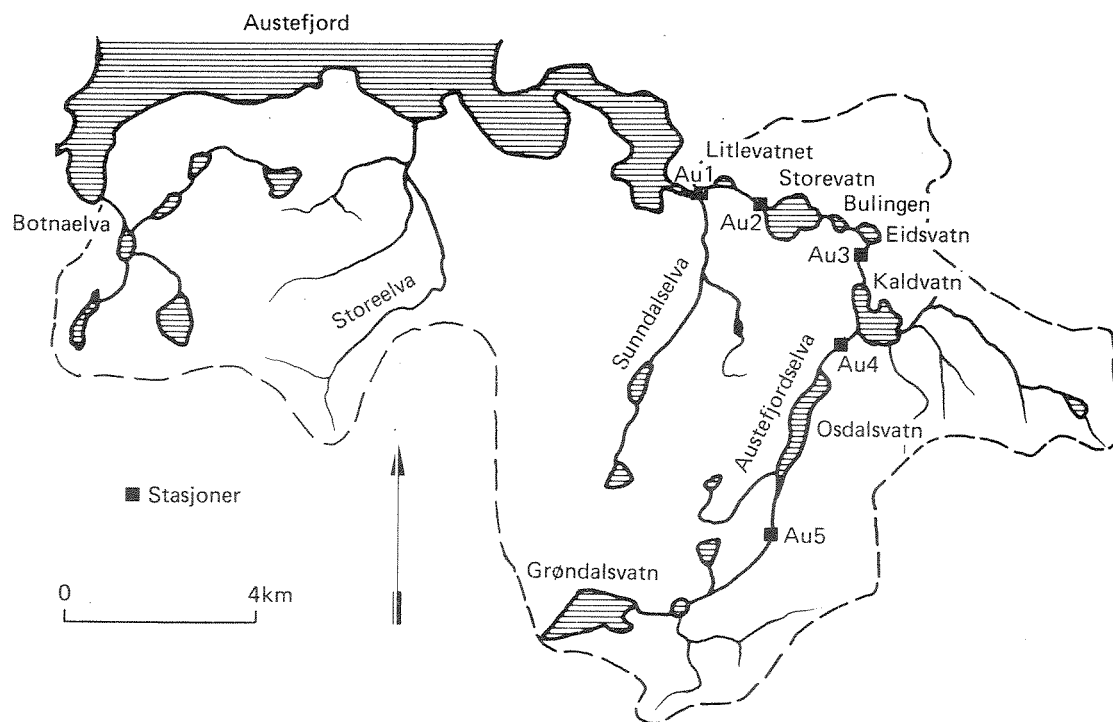 Austefjord
Litlevatnet
Au1
Storevatn
Au2
Bulingen
Botnaelva
Eidsvatn
Au3
Kaldvatn
Storeelva
Sunndalselva
Au4
Austefjordselva
Osdalsvatn
Stasjoner
Au5
Grøndalsvatn
0 4km